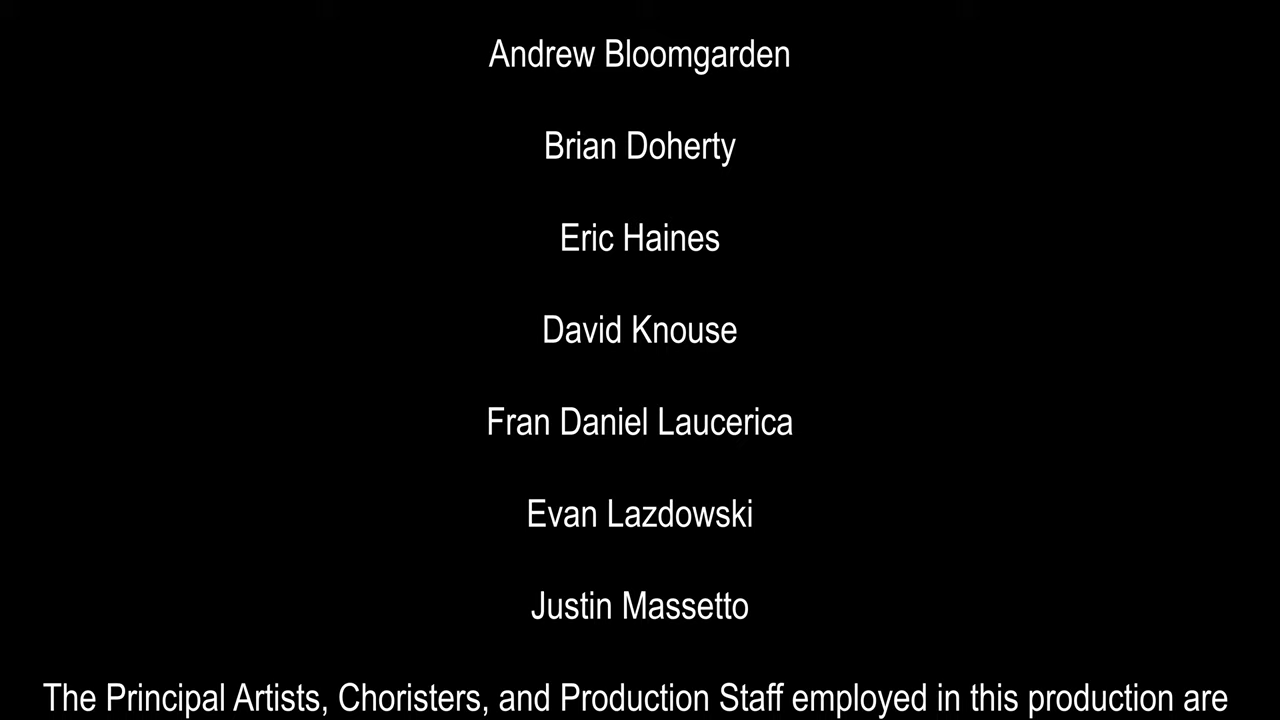 Andrew Bloomgarden
Brian Doherty
Eric Haines
David Knouse
Fran Daniel Laucerica
Evan Lazdowski
Justin Massetto
The Principal Artists, Choristers, and Production Staff employed in this production are